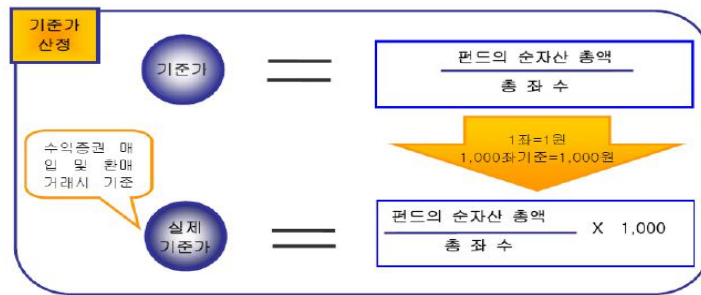 기준가
산정
기준가
펀드의 순자산 총액
총 좌 수
1좌=1원
1,000좌기준=1,000원
수익증권 매
입 및 환매
거래시 기준
실제
기준가
펀드의 순자산 총액
총 좌 수
X 1,000